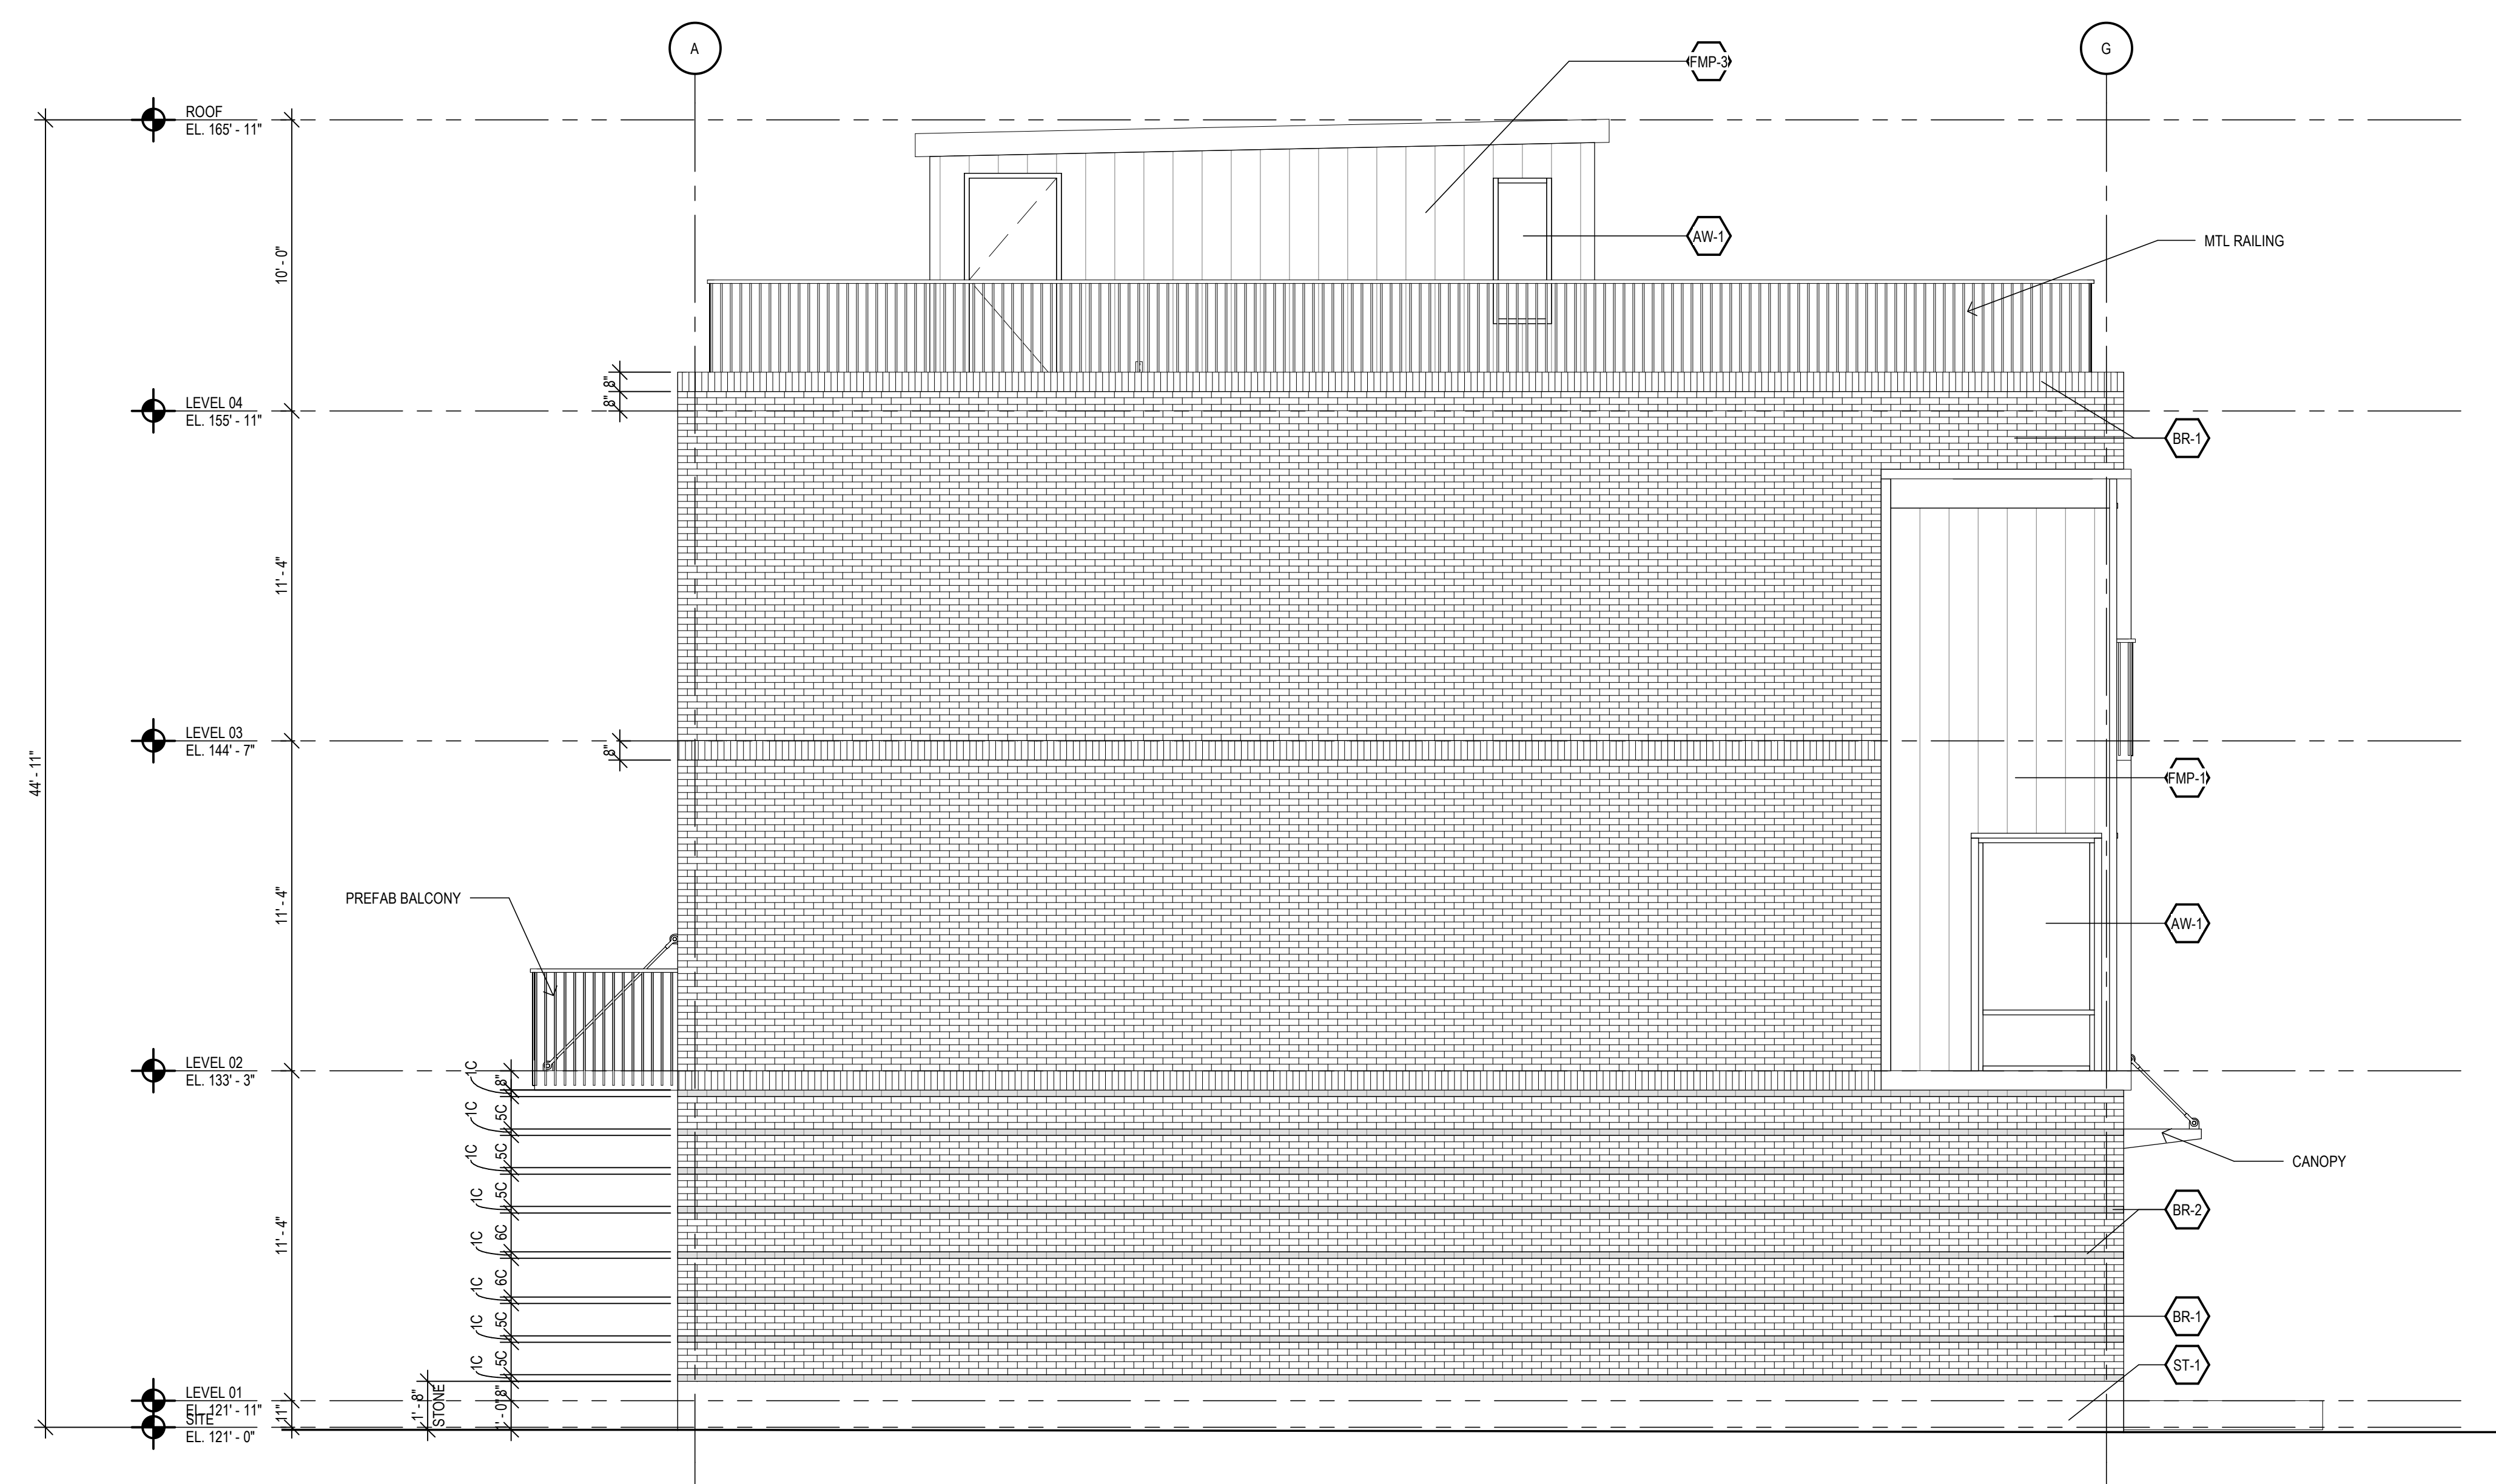 A
G
FMP-3
ROOF
EL. 165' - 11"
AW-1
MTL RAILING
10' - 0"
8"
8"
LEVEL 04
EL. 155' - 11"
BR-1
11' - 4"
LEVEL 03
EL. 144' - 7"
8"
44' - 11"
FMP-1
PREFAB BALCONY
11' - 4"
AW-1
LEVEL 02
EL. 133' - 3"
1C
8"
1C
5C
1C
5C
CANOPY
1C
5C
BR-2
11' - 4"
1C
6C
1C
6C
1C
5C
BR-1
1C
5C
ST-1
LEVEL 01
EL. 121' - 11"
SITE
EL. 121' - 0"
11"
1' - 8"
STONE
8"
1' - 0"